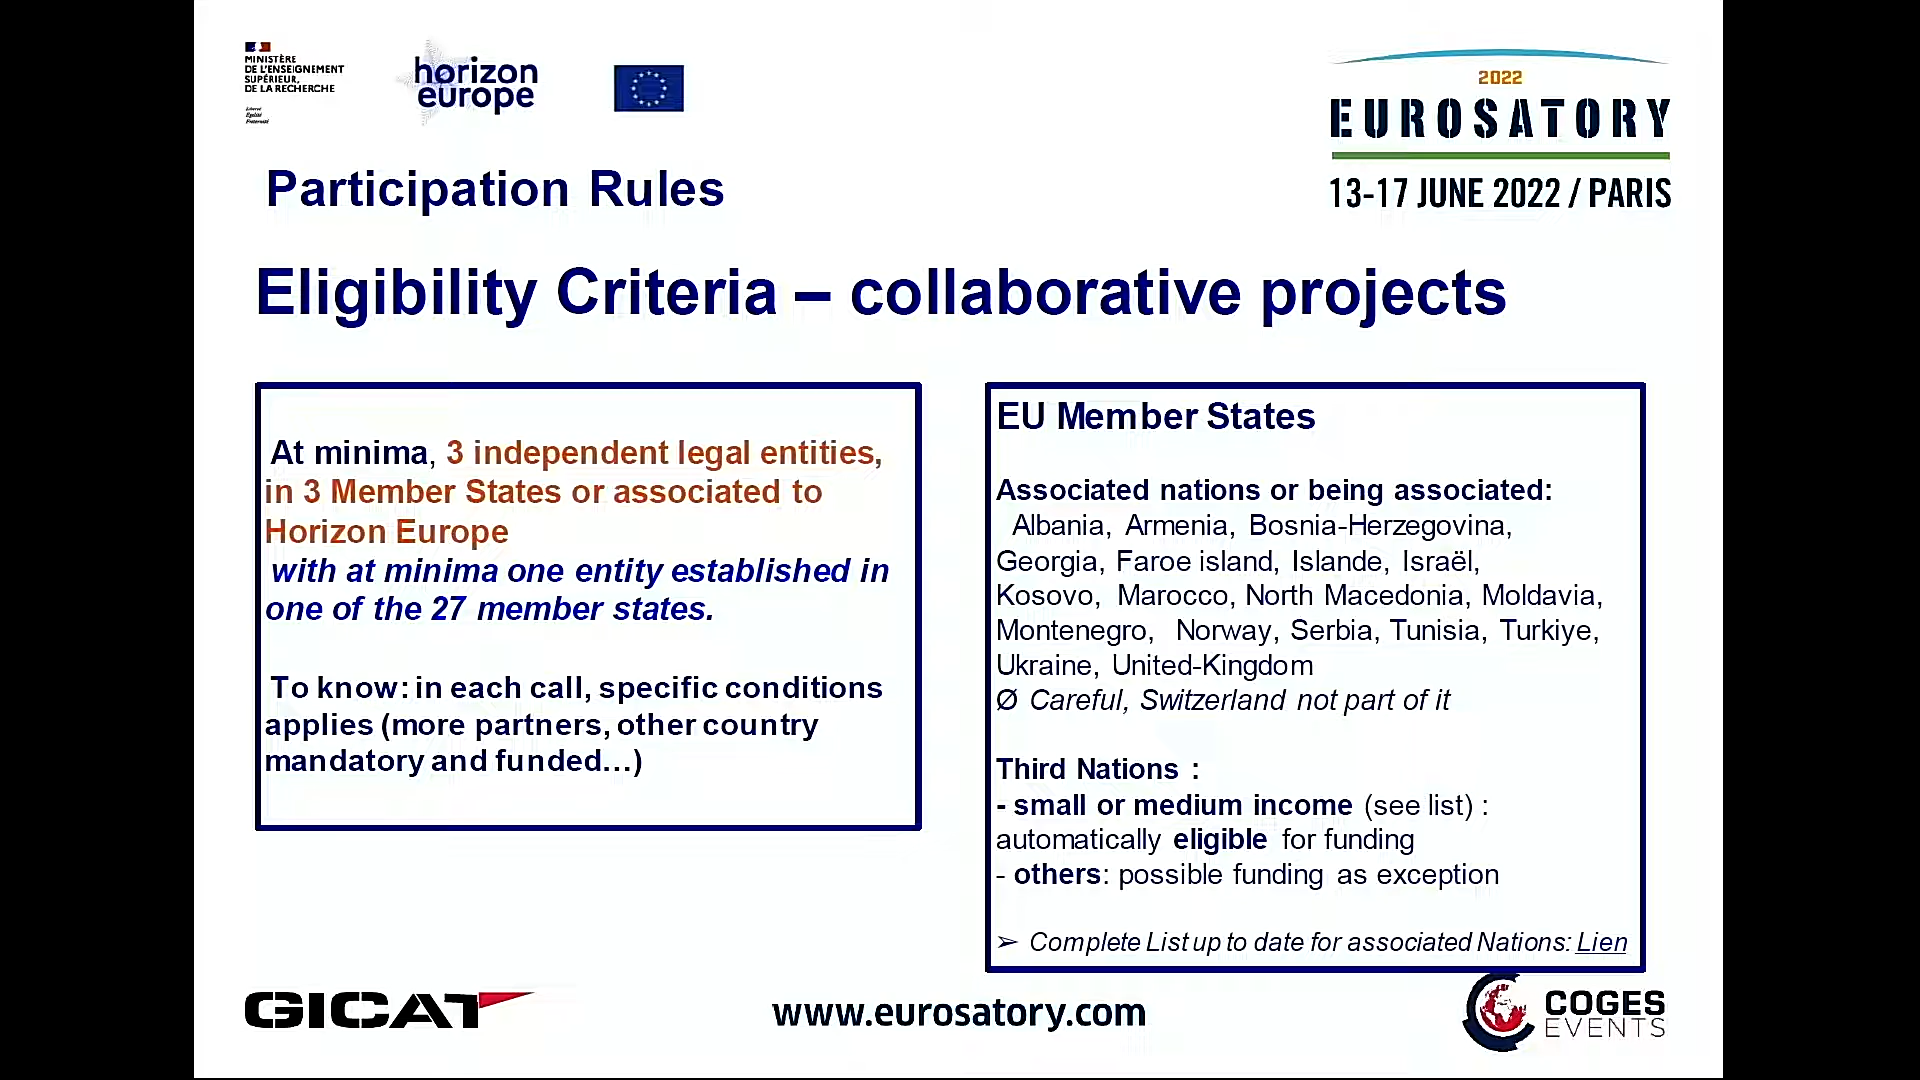 MINISTÈRE
DE L'ENSEIGNEMENT
SUPÉRIEUR,
DE LA RECHERCHE
Liberté
Égalité
Fraternité
horizon
europe
2022
EUROSATORY
13-17 JUNE 2022 / PARIS
Participation Rules
Eligibility Criteria – collaborative projects
At minima, 3 independent legal entities,
in 3 Member States or associated to
Horizon Europe
with at minima one entity established in
one of the 27 member states.
To know: in each call, specific conditions
applies (more partners, other country
mandatory and funded…)
EU Member States
Associated nations or being associated:
Albania, Armenia, Bosnia-Herzegovina,
Georgia, Faroe island, Islande, Israël,
Kosovo, Marocco, North Macedonia, Moldavia,
Montenegro, Norway, Serbia, Tunisia, Turkiye,
Ukraine, United-Kingdom
Ø Careful, Switzerland not part of it
Third Nations :
- small or medium income (see list) :
automatically eligible for funding
- others: possible funding as exception
➢ Complete List up to date for associated Nations: Lien
GICAT
www.eurosatory.com
COGES
EVENTS